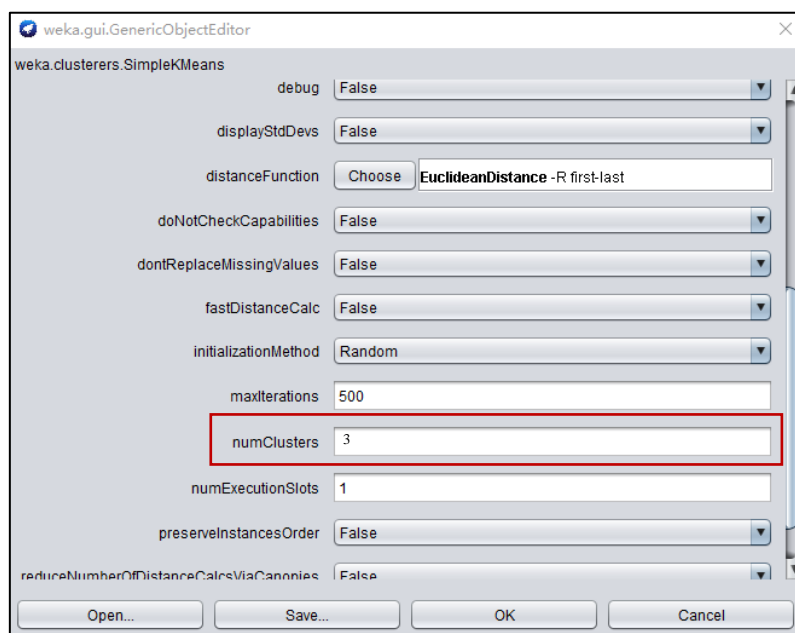 weka.gui.GenericObjectEditor
weka.clusterers.SimpleKMeans
debug False
displayStdDevs False
distanceFunction Choose EuclideanDistance -R first-last
doNotCheckCapabilities False
dontReplaceMissingValues False
fastDistanceCalc False
initializationMethod Random
maxIterations 500
numClusters 3
numExecutionSlots 1
preserveInstancesOrder False
reduceNumberOfDistanceCalcsViaCanopies False
Open... Save... OK Cancel